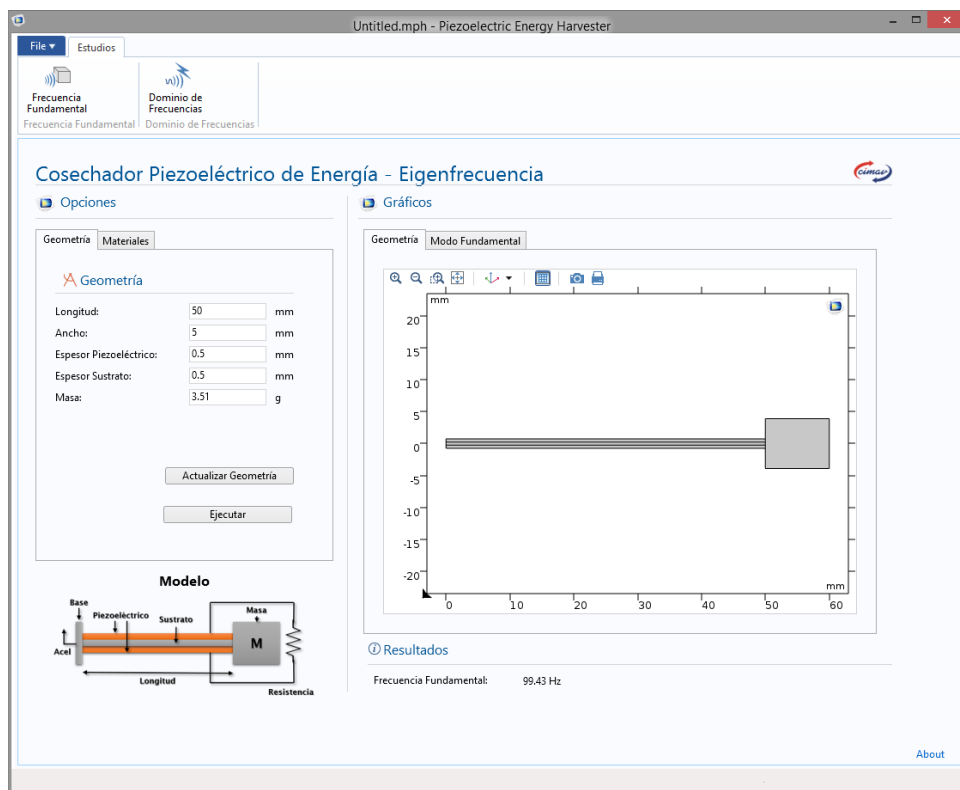 Untitled.mph - Piezoelectric Energy Harvester
File
Estudios
Frecuencia
Fundamental
Dominio de
Frecuencias
Frecuencia Fundamental
Dominio de Frecuencias
Cosechador Piezoeléctrico de Energía - Eigenfrecuencia
cimav
Opciones
Gráficos
Geometría
Materiales
Geometría
Modo Fundamental
Geometría
Longitud: 50 mm
Ancho: 5 mm
Espesor Piezoeléctrico: 0.5 mm
Espesor Sustrato: 0.5 mm
Masa: 3.51 g
Actualizar Geometría
Ejecutar
mm
20
15
10
5
0
-5
-10
-15
-20
mm
0 10 20 30 40 50 60
Modelo
Base
Piezoeléctrico
Sustrato
Masa
M
Acel
Longitud
Resistencia
Resultados
Frecuencia Fundamental: 99.43 Hz
About